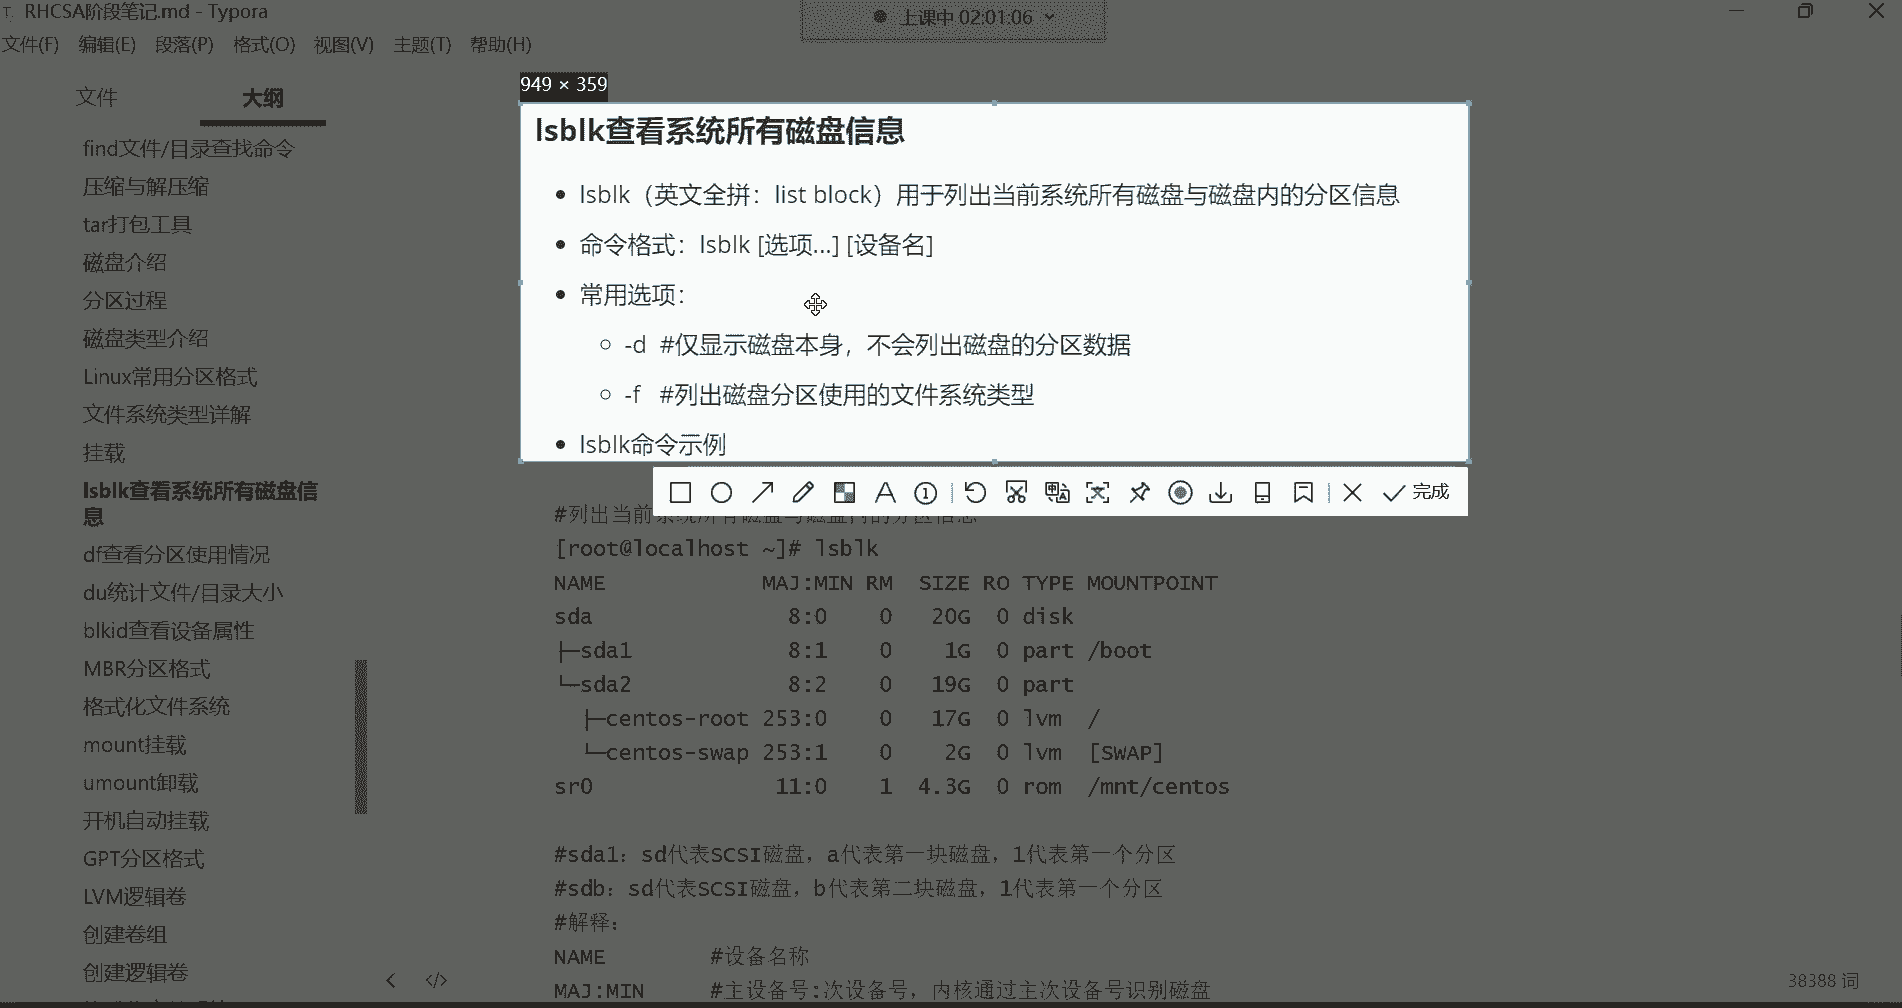 RHCSA阶段笔记.md - Typora
上课中 02:01:06
文件(F) 编辑(E) 段落(P) 格式(O) 视图(V) 主题(T) 帮助(H)
文件 大纲
find文件/目录查找命令
压缩与解压缩
tar打包工具
磁盘介绍
分区过程
磁盘类型介绍
Linux常用分区格式
文件系统类型详解
挂载
lsblk查看系统所有磁盘信
息
df查看分区使用情况
du统计文件/目录大小
blkid查看设备属性
MBR分区格式
格式化文件系统
mount挂载
umount卸载
开机自动挂载
GPT分区格式
LVM逻辑卷
创建卷组
创建逻辑卷
949 × 359
lsblk查看系统所有磁盘信息
lsblk（英文全拼：list block）用于列出当前系统所有磁盘与磁盘内的分区信息
命令格式：lsblk [选项...] [设备名]
常用选项：
-d #仅显示磁盘本身，不会列出磁盘的分区数据
-f #列出磁盘分区使用的文件系统类型
lsblk命令示例
完成
#列出当前系统所有磁盘与磁盘内的分区信息
[root@localhost ~]# lsblk
NAME MAJ:MIN RM SIZE RO TYPE MOUNTPOINT
sda 8:0 0 20G 0 disk
├─sda1 8:1 0 1G 0 part /boot
└─sda2 8:2 0 19G 0 part
├─centos-root 253:0 0 17G 0 lvm /
└─centos-swap 253:1 0 2G 0 lvm [SWAP]
sr0 11:0 1 4.3G 0 rom /mnt/centos
#sda1：sd代表SCSI磁盘，a代表第一块磁盘，1代表第一个分区
#sdb：sd代表SCSI磁盘，b代表第二块磁盘，1代表第一个分区
#解释：
NAME #设备名称
MAJ:MIN #主设备号:次设备号，内核通过主次设备号识别磁盘
38388 词